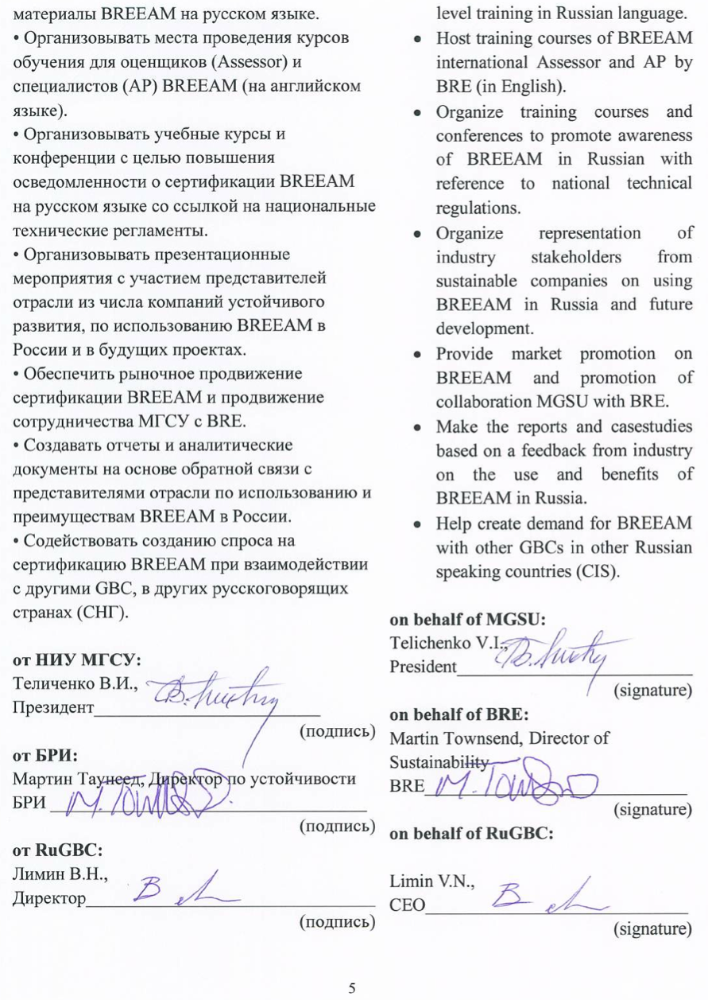 материалы BREEAM на русском языке.
• Организовывать места проведения курсов
обучения для оценщиков (Assessor) и
специалистов (AP) BREEAM (на английском
языке).
• Организовывать учебные курсы и
конференции с целью повышения
осведомленности о сертификации BREEAM
на русском языке со ссылкой на национальные
технические регламенты.
• Организовывать презентационные
мероприятия с участием представителей
отрасли из числа компаний устойчивого
развития, по использованию BREEAM в
России и в будущих проектах.
• Обеспечить рыночное продвижение
сертификации BREEAM и продвижение
сотрудничества МГСУ с BRE.
• Создавать отчеты и аналитические
документы на основе обратной связи с
представителями отрасли по использованию и
преимуществам BREEAM в России.
• Содействовать созданию спроса на
сертификацию BREEAM при взаимодействии
с другими GBC, в других русскоговорящих
странах (СНГ).
от НИУ МГСУ:
Теличенко В.И.,
Президент
(подпись)
от БРИ:
Мартин Таунсед, Директор по устойчивости
БРИ M. TOWNSEND.
(подпись)
от RuGBC:
Лимин В.Н.,
Директор
(подпись)
level training in Russian language.
• Host training courses of BREEAM
international Assessor and AP by
BRE (in English).
• Organize training courses and
conferences to promote awareness
of BREEAM in Russian with
reference to national technical
regulations.
• Organize representation of
industry stakeholders from
sustainable companies on using
BREEAM in Russia and future
development.
• Provide market promotion on
BREEAM and promotion of
collaboration MGSU with BRE.
• Make the reports and casestudies
based on a feedback from industry
on the use and benefits of
BREEAM in Russia.
• Help create demand for BREEAM
with other GBCs in other Russian
speaking countries (CIS).
on behalf of MGSU:
Telichenko V.I.,
President
(signature)
on behalf of BRE:
Martin Townsend, Director of
Sustainability
BRE M. TOWNSEND
(signature)
on behalf of RuGBC:
Limin V.N.,
CEO
(signature)
5